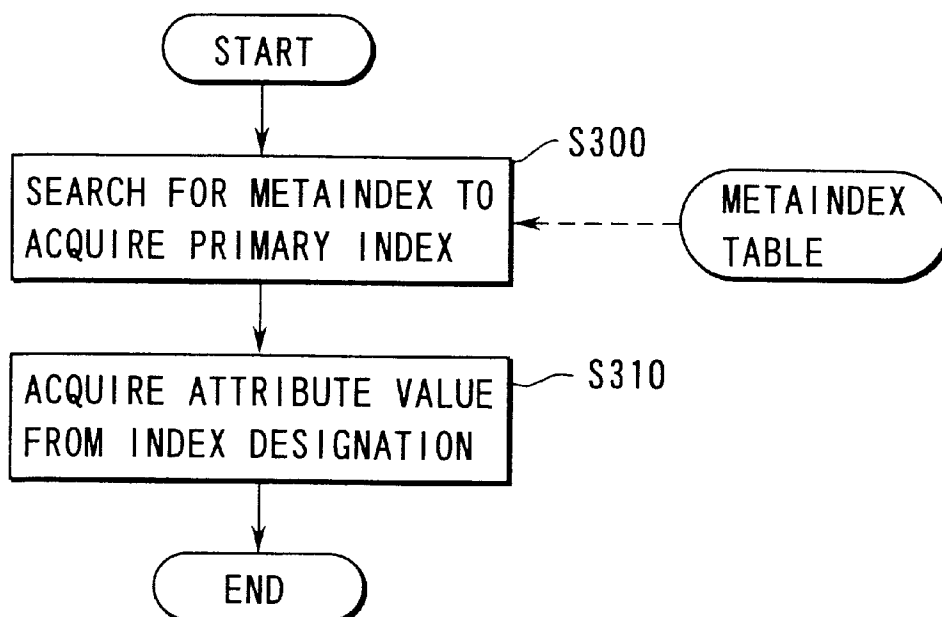 START
S300
SEARCH FOR METAINDEX TO
ACQUIRE PRIMARY INDEX
METAINDEX
TABLE
S310
ACQUIRE ATTRIBUTE VALUE
FROM INDEX DESIGNATION
END